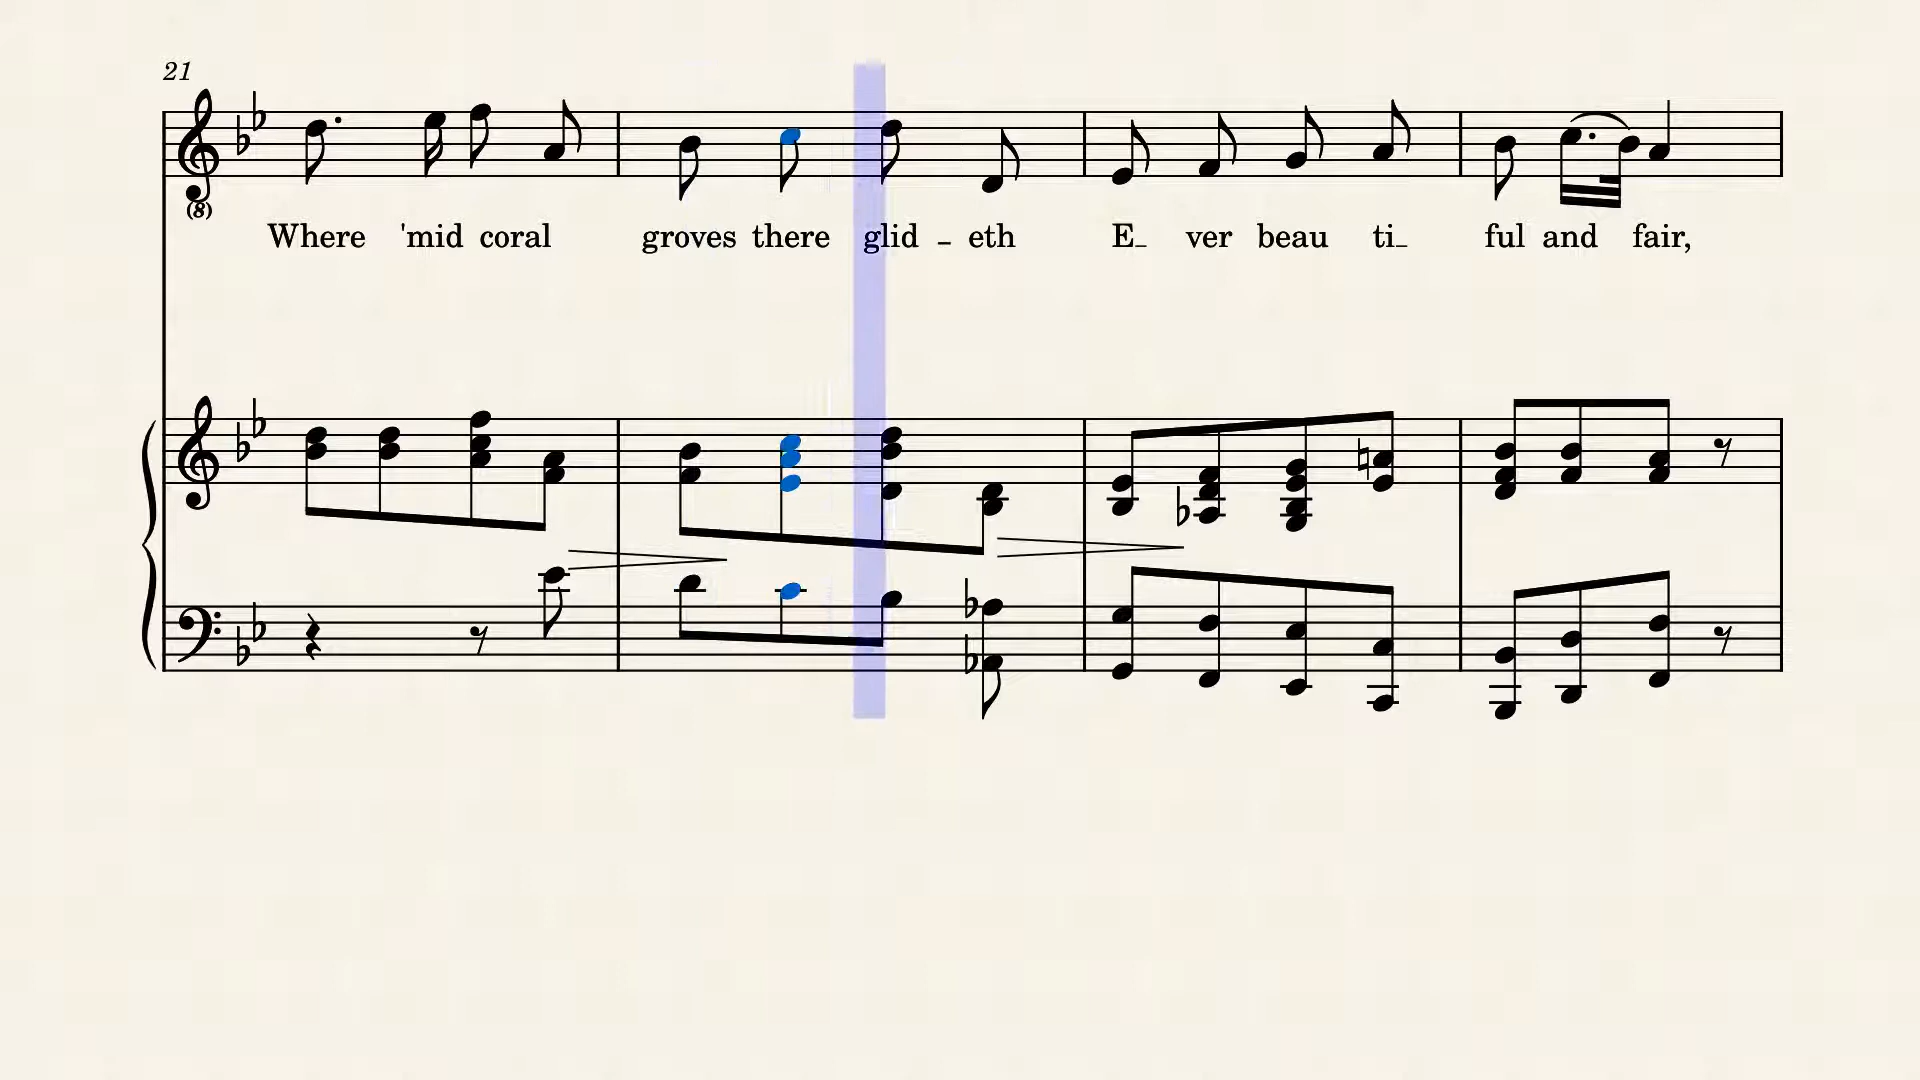 21
(8)
Where 'mid coral groves there glid - eth E_ ver beau ti_ ful and fair,